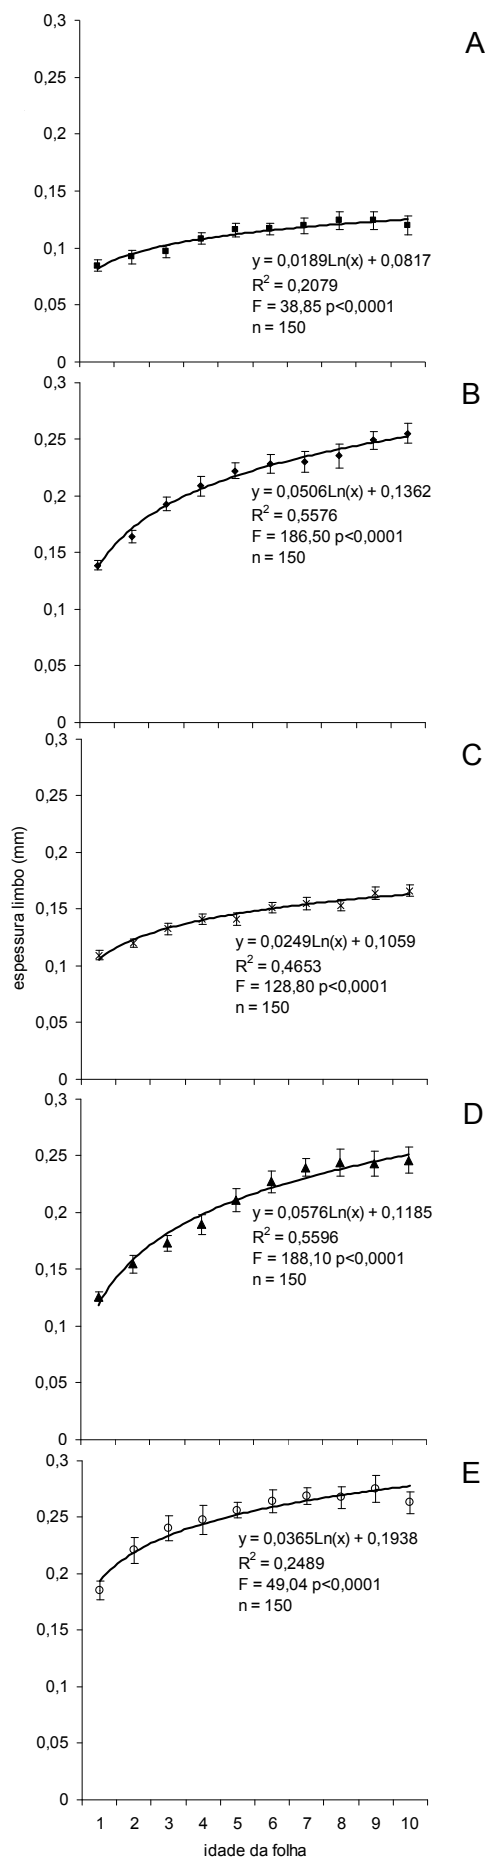 0,3
A
0,25
0,2
0,15
0,1
y = 0,0189Ln(x) + 0,0817
R² = 0,2079
0,05
F = 38,85 p<0,0001
n = 150
0
0,3
B
0,25
0,2
y = 0,0506Ln(x) + 0,1362
R² = 0,5576
0,15
F = 186,50 p<0,0001
n = 150
0,1
0,05
0
0,3
C
0,25
0,2
espessura limbo (mm)
0,15
y = 0,0249Ln(x) + 0,1059
0,1
R² = 0,4653
F = 128,80 p<0,0001
n = 150
0,05
0
0,3
D
0,25
0,2
y = 0,0576Ln(x) + 0,1185
R² = 0,5596
0,15
F = 188,10 p<0,0001
n = 150
0,1
0,05
0
0,3
E
0,25
y = 0,0365Ln(x) + 0,1938
R² = 0,2489
0,2
F = 49,04 p<0,0001
n = 150
0,15
0,1
0,05
0
1 2 3 4 5 6 7 8 9 10
idade da folha